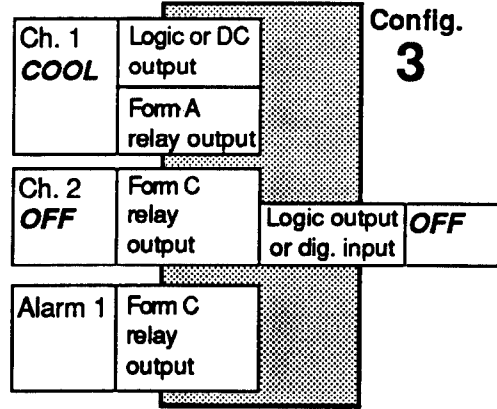 Config.
3
Ch. 1
COOL
Logic or DC
output
Form A
relay output
Ch. 2
OFF
Form C
relay
output
Logic output
or dig. input
OFF
Alarm 1
Form C
relay
output